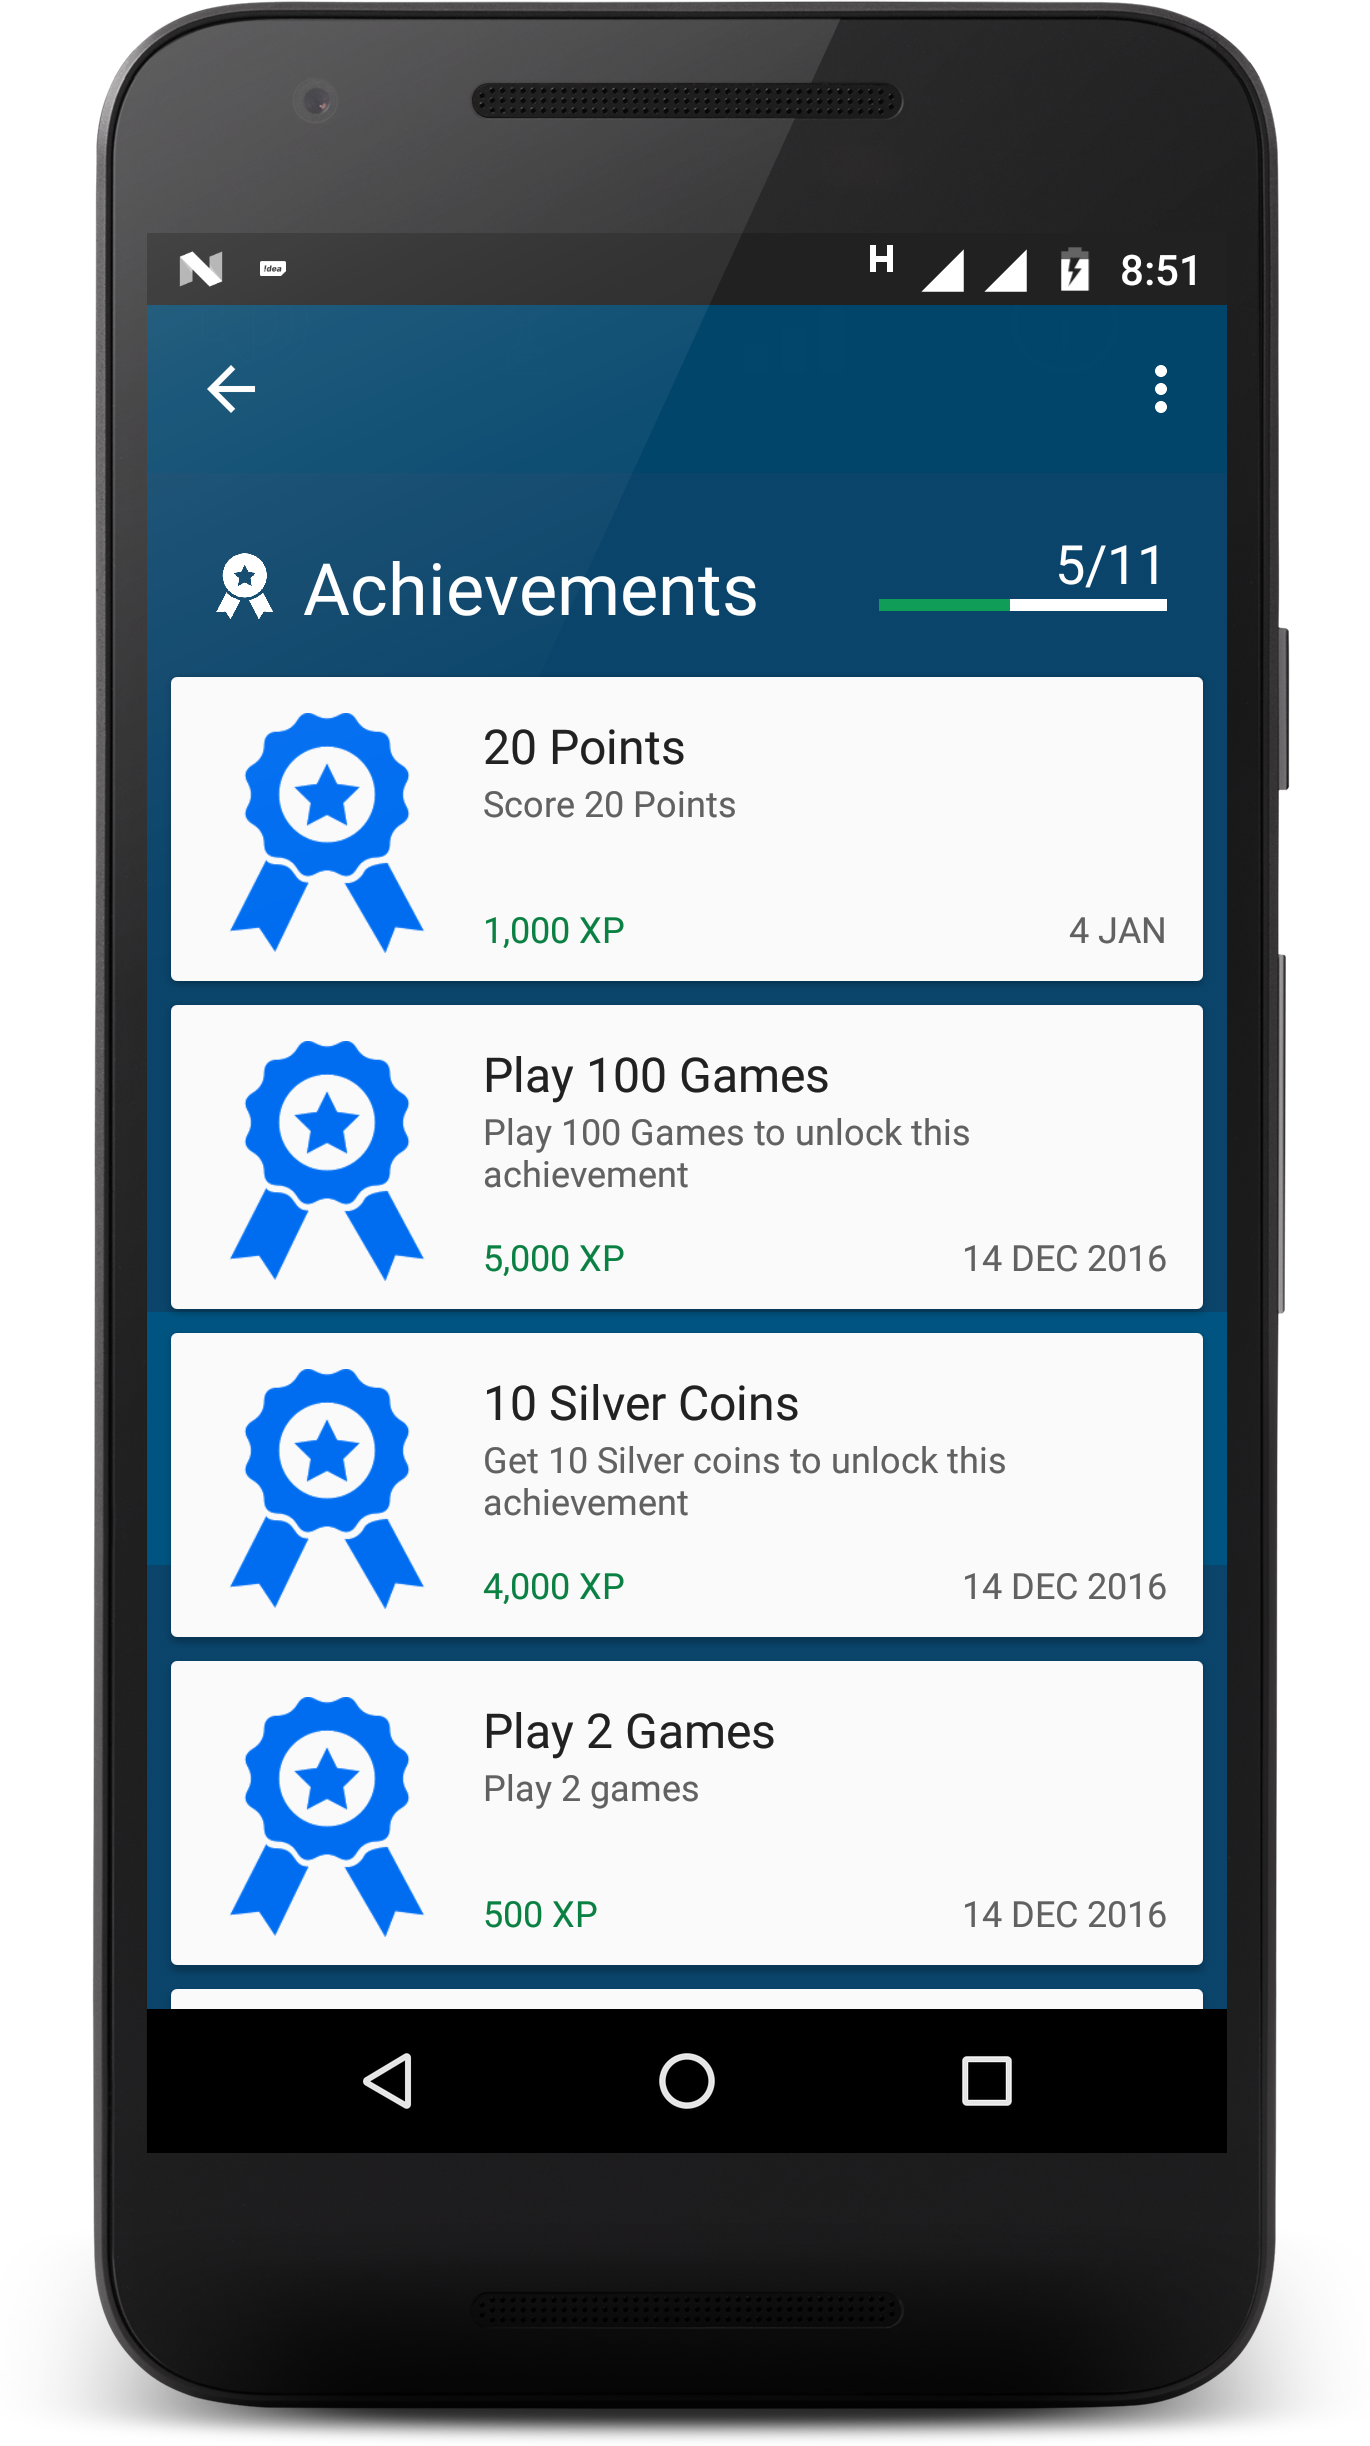 !dea
H
8:51
Achievements
5/11
20 Points
Score 20 Points
1,000 XP
4 JAN
Play 100 Games
Play 100 Games to unlock this
achievement
5,000 XP
14 DEC 2016
10 Silver Coins
Get 10 Silver coins to unlock this
achievement
4,000 XP
14 DEC 2016
Play 2 Games
Play 2 games
500 XP
14 DEC 2016